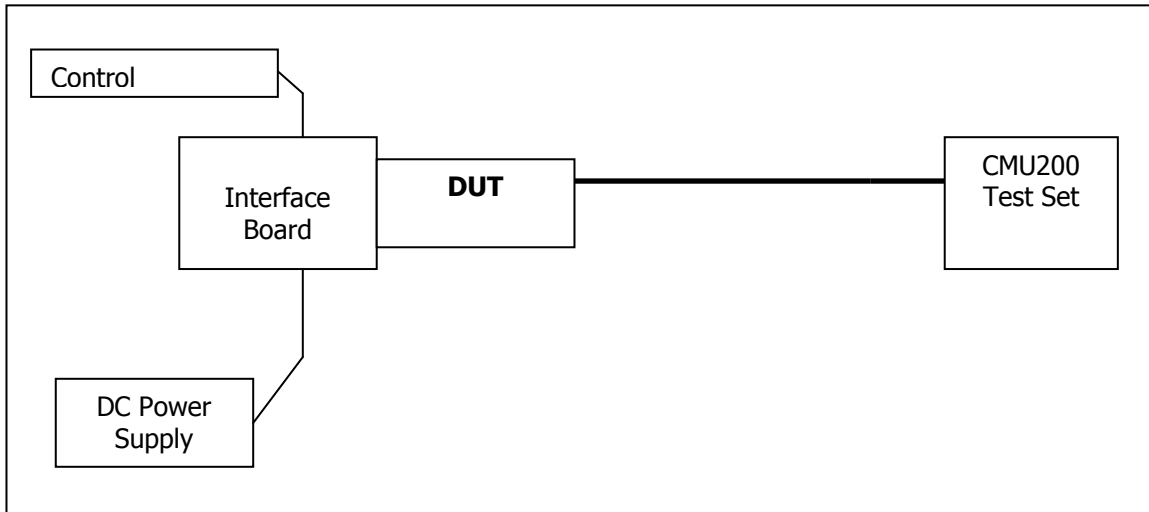 Control
Interface
Board
DUT
CMU200
Test Set
DC Power
Supply